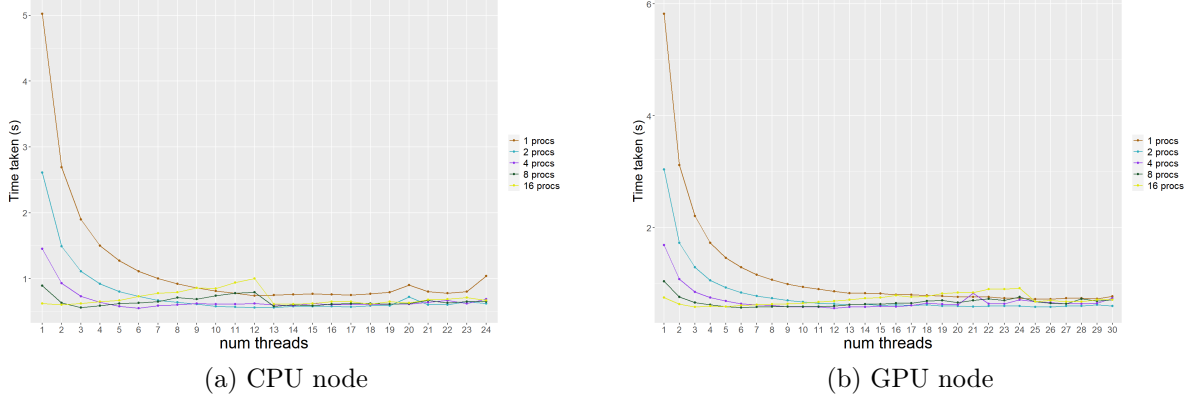 5
4
3
2
1
Time taken (s)
1 2 3 4 5 6 7 8 9 10 11 12 13 14 15 16 17 18 19 20 21 22 23 24
num threads
1 procs
2 procs
4 procs
8 procs
16 procs
(a) CPU node
6
4
2
Time taken (s)
1 2 3 4 5 6 7 8 9 10 11 12 13 14 15 16 17 18 19 20 21 22 23 24 25 26 27 28 29 30
num threads
1 procs
2 procs
4 procs
8 procs
16 procs
(b) GPU node